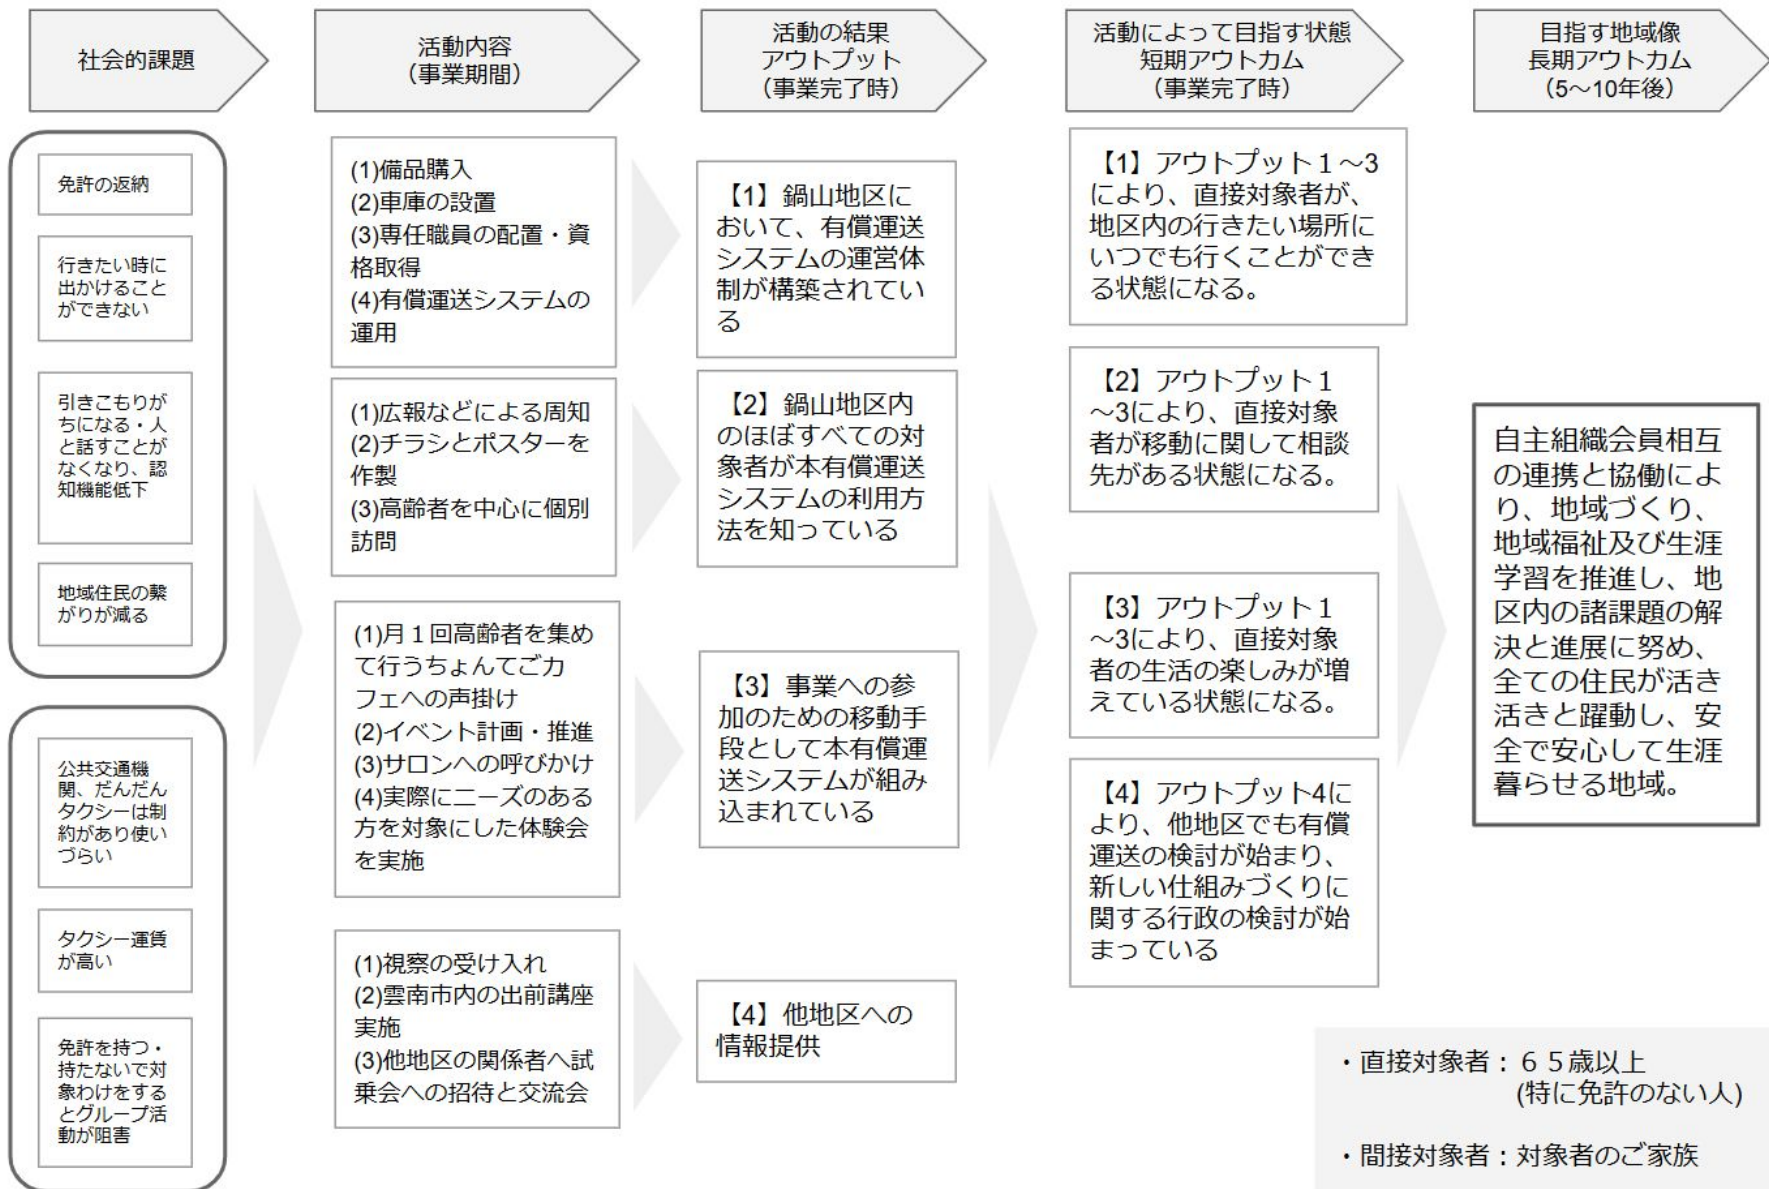 社会的課題
活動内容
（事業期間）
活動の結果
アウトプット
（事業完了時）
活動によって目指す状態
短期アウトカム
（事業完了時）
目指す地域像
長期アウトカム
（5～10年後）
免許の返納
行きたい時に
出かけること
ができない
引きこもりが
ちになる・人
と話すことが
なくなり、認
知機能低下
地域住民の繋
がりが減る
公共交通機
関、だんだん
タクシーは制
約があり使い
づらい
タクシー運賃
が高い
免許を持つ・
持たないで対
象わけをする
とグループ活
動が阻害
(1)備品購入
(2)車庫の設置
(3)専任職員の配置・資
格取得
(4)有償運送システムの
運用
(1)広報などによる周知
(2)チラシとポスターを
作製
(3)高齢者を中心に個別
訪問
(1)月１回高齢者を集め
て行うちょんてごカ
フェへの声掛け
(2)イベント計画・推進
(3)サロンへの呼びかけ
(4)実際にニーズのある
方を対象にした体験会
を実施
(1)視察の受け入れ
(2)雲南市内の出前講座
実施
(3)他地区の関係者へ試
乗会への招待と交流会
【1】鍋山地区に
おいて、有償運送
システムの運営体
制が構築されてい
る
【2】鍋山地区内
のほぼすべての対
象者が本有償運送
システムの利用方
法を知っている
【3】事業への参
加のための移動手
段として本有償運
送システムが組み
込まれている
【4】他地区への
情報提供
【1】アウトプット１～3
により、直接対象者が、
地区内の行きたい場所に
いつでも行くことができ
る状態になる。
【2】アウトプット１
～3により、直接対象
者が移動に関して相談
先がある状態になる。
【3】アウトプット１
～3により、直接対象
者の生活の楽しみが増
えている状態になる。
【4】アウトプット4に
より、他地区でも有償
運送の検討が始まり、
新しい仕組みづくりに
関する行政の検討が始
まっている
自主組織会員相互
の連携と協働によ
り、地域づくり、
地域福祉及び生涯
学習を推進し、地
区内の諸課題の解
決と進展に努め、
全ての住民が活き
活きと躍動し、安
全で安心して生涯
暮らせる地域。
・直接対象者：６５歳以上
(特に免許のない人)
・間接対象者：対象者のご家族